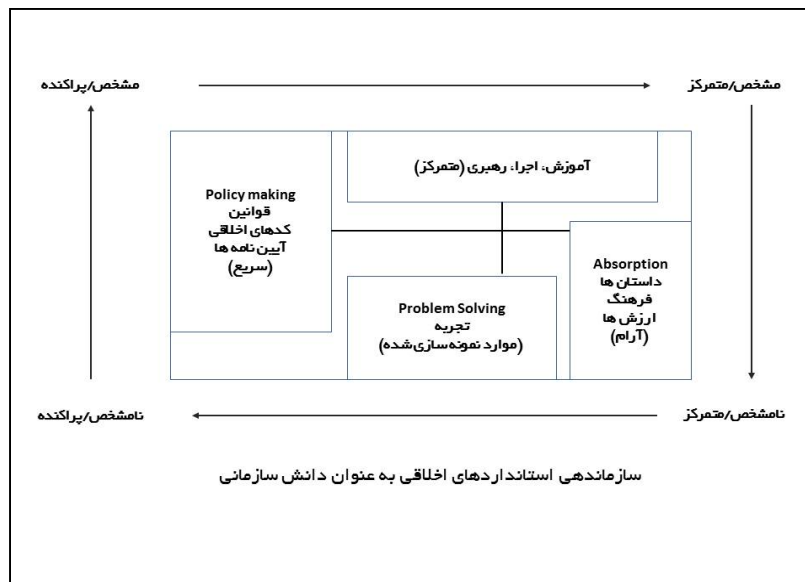 مشخص/متمرکز
مشخص/پراکنده
آموزش، اجرا، رهبری (متمرکز)
Policy making
قوانین
کدهای اخلاقی
آیین نامه ها
(سریع)
Absorption
داستان ها
فرهنگ
ارزش ها
(آرام)
Problem Solving
تجربه
(موارد نمونه‌سازی‌شده)
نامشخص/متمرکز
نامشخص/پراکنده
سازماندهی استانداردهای اخلاقی به عنوان دانش سازمانی